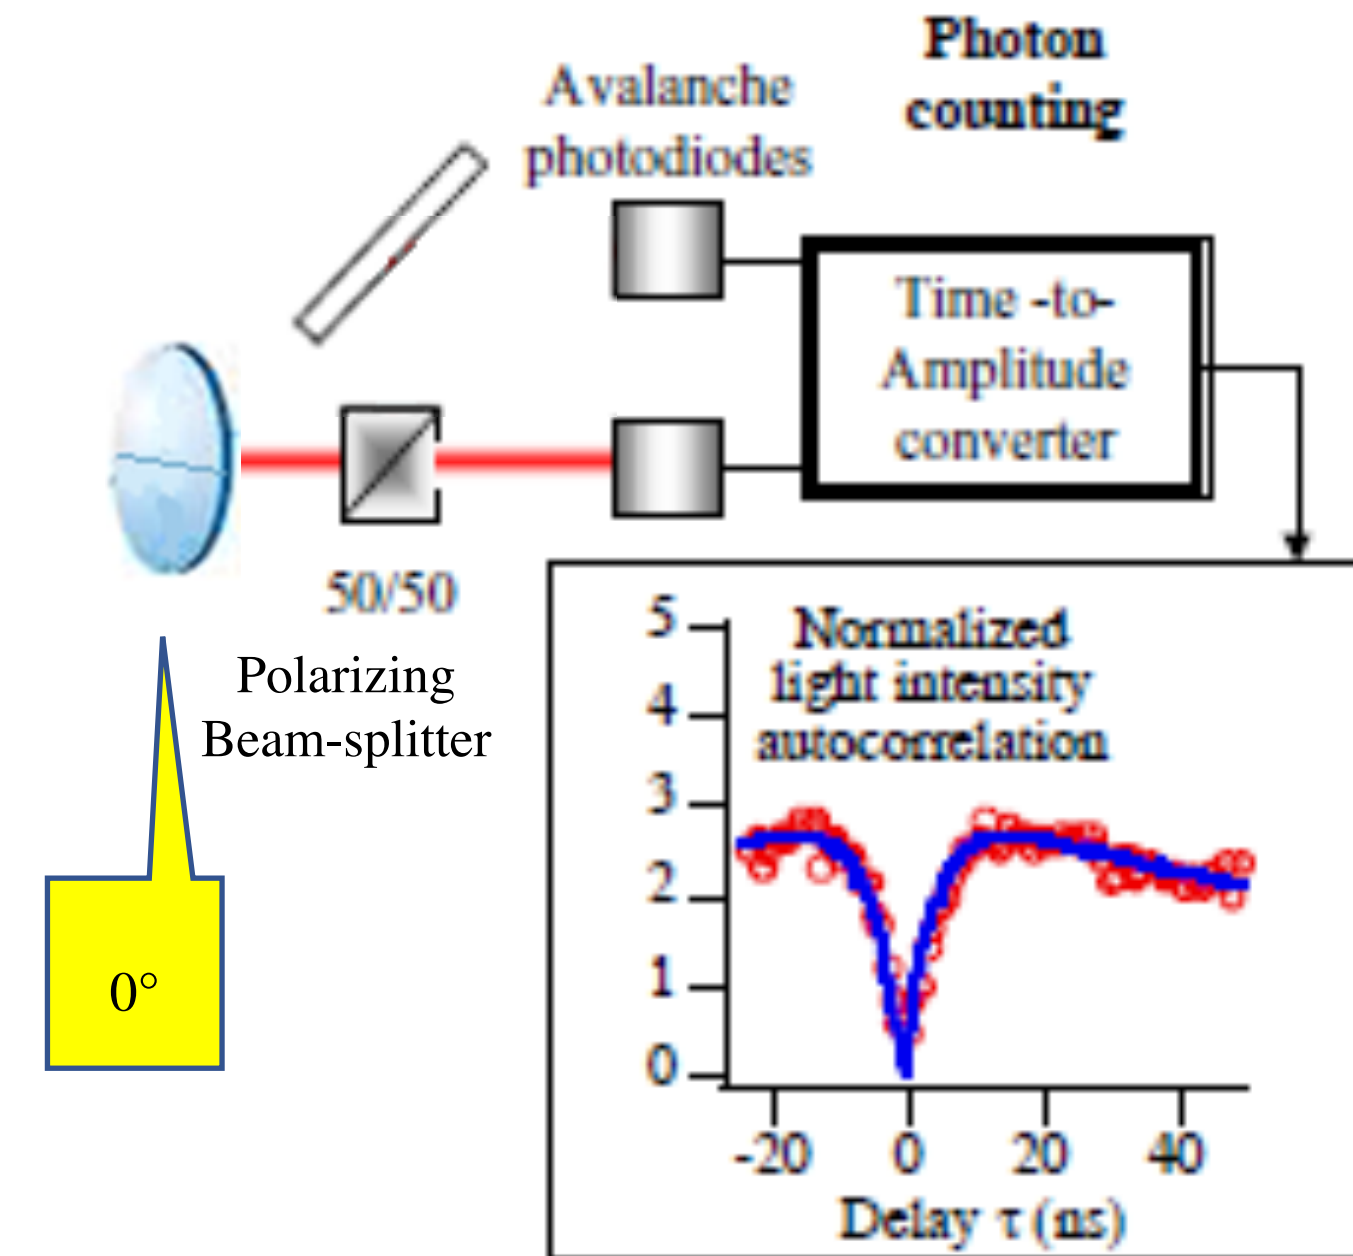 Photon
counting
Avalanche
photodiodes
Time -to-
Amplitude
converter
50/50
Polarizing
Beam-splitter
0°
Normalized
light intensity
autocorrelation
5
4
3
2
1
0
-20 0 20 40
Delay τ (ns)